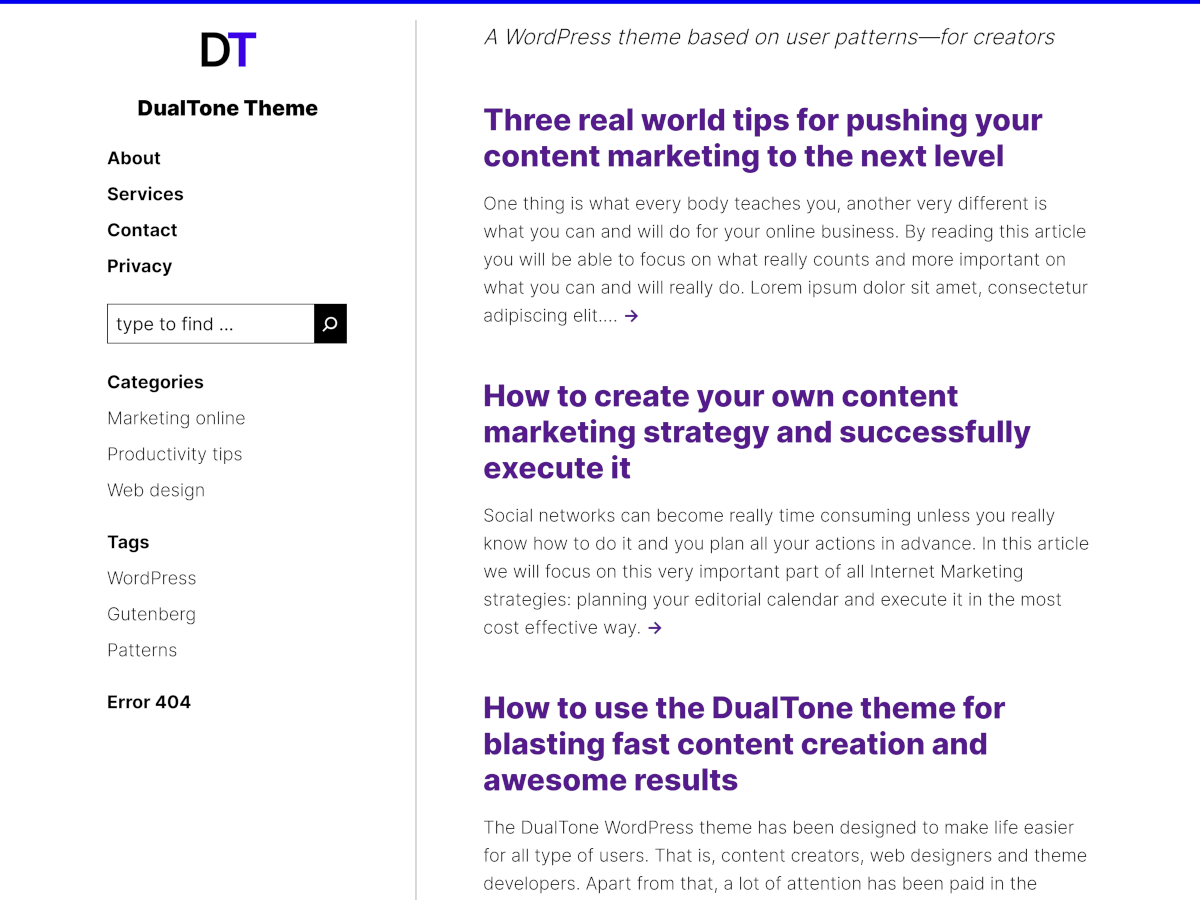 DT
DualTone Theme
About
Services
Contact
Privacy
type to find ...
Categories
Marketing online
Productivity tips
Web design
Tags
WordPress
Gutenberg
Patterns
Error 404
A WordPress theme based on user patterns—for creators
Three real world tips for pushing your
content marketing to the next level
One thing is what every body teaches you, another very different is
what you can and will do for your online business. By reading this article
you will be able to focus on what really counts and more important on
what you can and will really do. Lorem ipsum dolor sit amet, consectetur
adipiscing elit.... →
How to create your own content
marketing strategy and successfully
execute it
Social networks can become really time consuming unless you really
know how to do it and you plan all your actions in advance. In this article
we will focus on this very important part of all Internet Marketing
strategies: planning your editorial calendar and execute it in the most
cost effective way. →
How to use the DualTone theme for
blasting fast content creation and
awesome results
The DualTone WordPress theme has been designed to make life easier
for all type of users. That is, content creators, web designers and theme
developers. Apart from that, a lot of attention has been paid in the